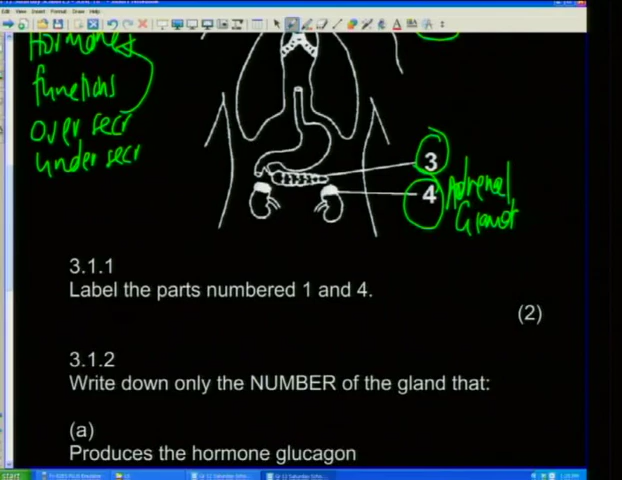 Hormones
functions
over secr
under secr
3
4
Adrenal
Gland
3.1.1
Label the parts numbered 1 and 4.
(2)
3.1.2
Write down only the NUMBER of the gland that:
(a)
Produces the hormone glucagon
start